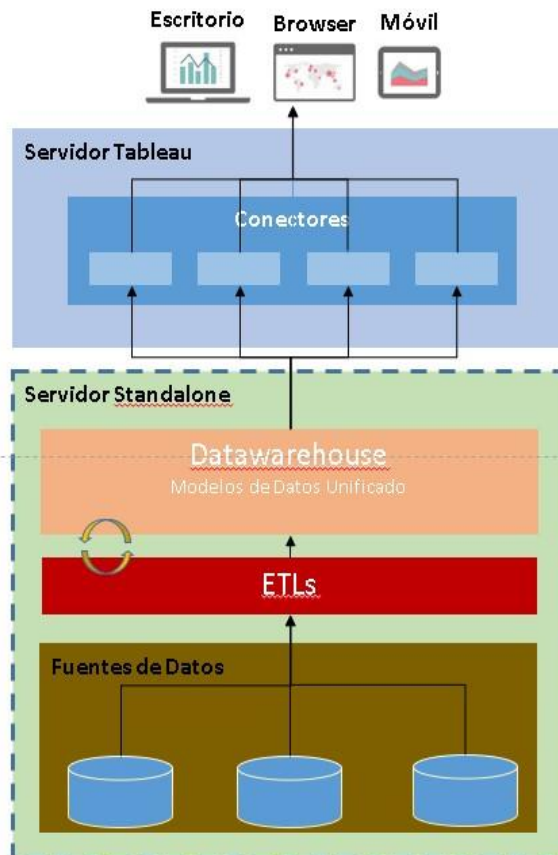 Escritorio
Browser
Móvil
Servidor Tableau
Conectores
Servidor Standalone
Datawarehouse
Modelos de Datos Unificado
ETLs
Fuentes de Datos